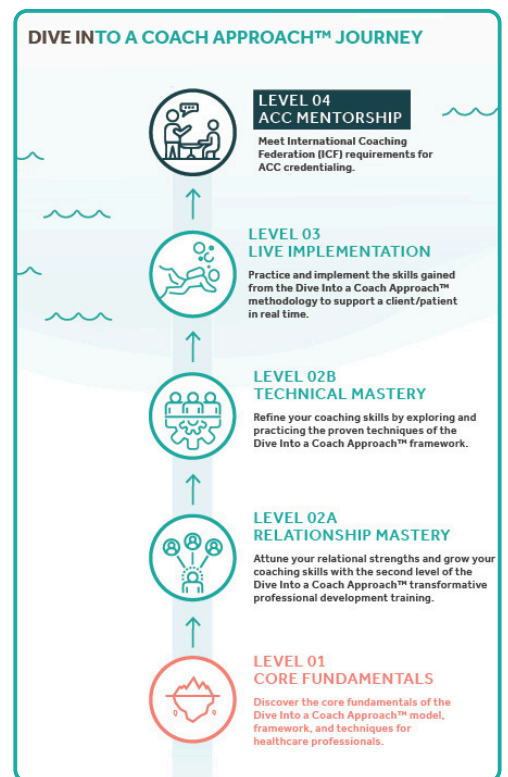 DIVE INTO A COACH APPROACH™ JOURNEY
LEVEL 04
ACC MENTORSHIP
Meet International Coaching
Federation (ICF) requirements for
ACC credentialing.
LEVEL 03
LIVE IMPLEMENTATION
Practice and implement the skills gained
from the Dive Into a Coach Approach™
methodology to support a client/patient
in real time.
LEVEL 02B
TECHNICAL MASTERY
Refine your coaching skills by exploring and
practicing the proven techniques of the
Dive Into a Coach Approach™ framework.
LEVEL 02A
RELATIONSHIP MASTERY
Attune your relational strengths and grow your
coaching skills with the second level of the
Dive Into a Coach Approach™ transformative
professional development training.
LEVEL 01
CORE FUNDAMENTALS
Discover the core fundamentals of the
Dive Into a Coach Approach™ model,
framework, and techniques for
healthcare professionals.